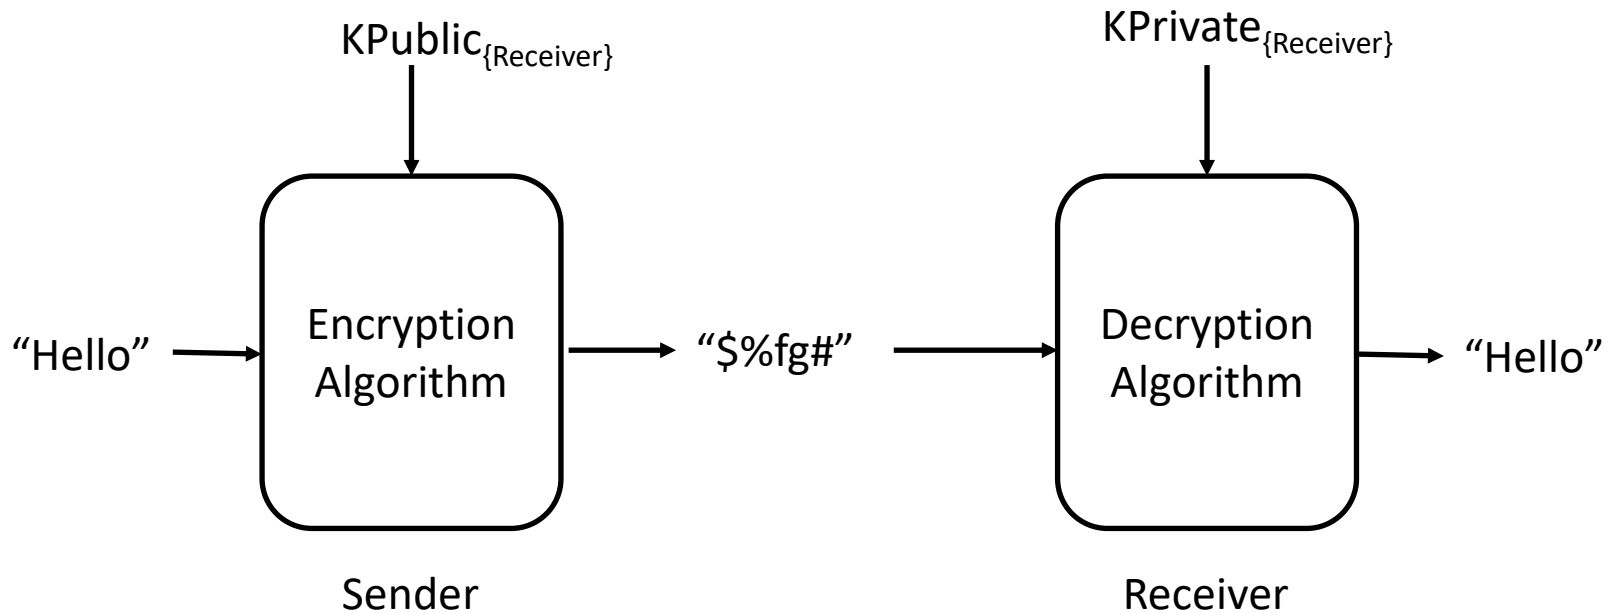 KPublic{Receiver}
KPrivate{Receiver}
“Hello”
Encryption
Algorithm
“$%fg#”
Decryption
Algorithm
“Hello”
Sender
Receiver